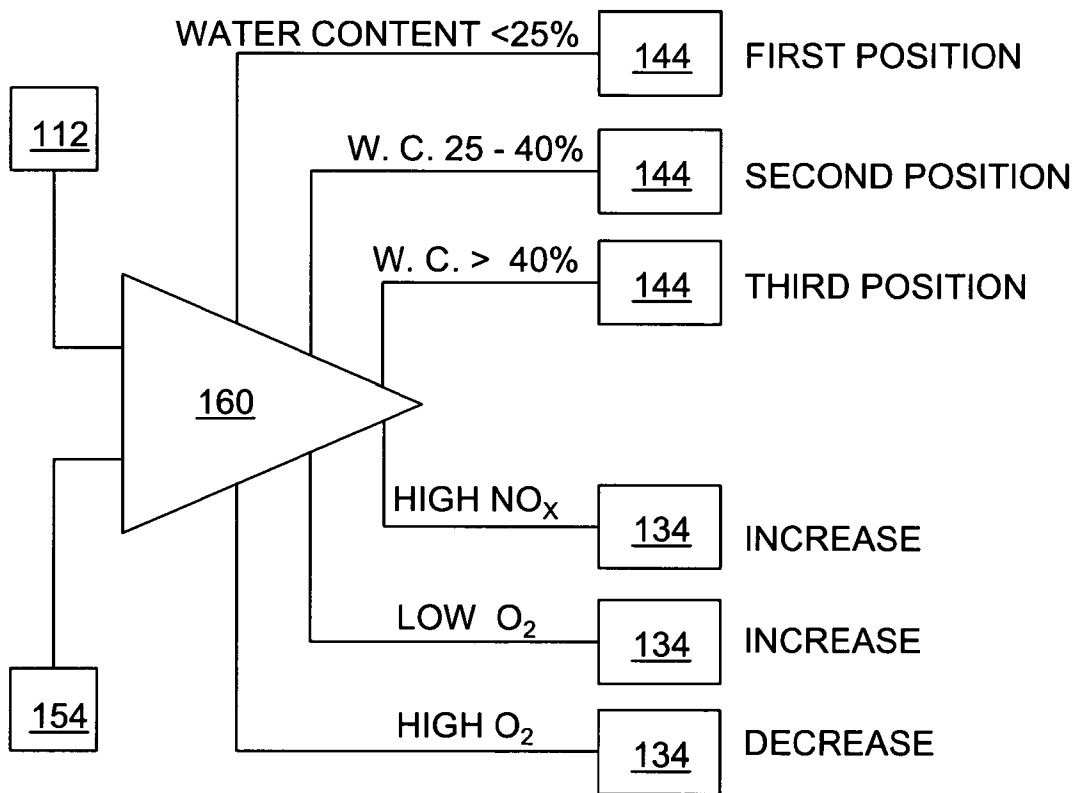 WATER CONTENT <25%
144
FIRST POSITION
112
W. C. 25 - 40%
144
SECOND POSITION
W. C. > 40%
144
THIRD POSITION
160
HIGH NOX
134
INCREASE
LOW O2
134
INCREASE
154
HIGH O2
134
DECREASE